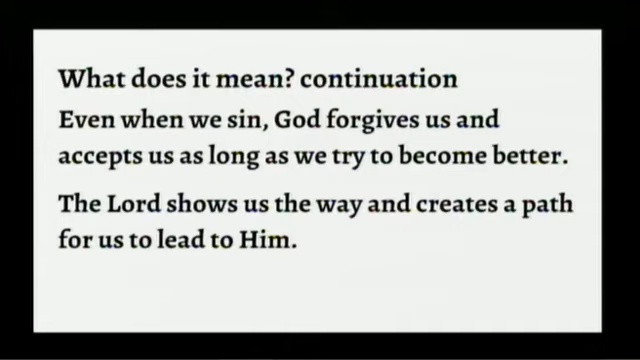 What does it mean? continuation
Even when we sin, God forgives us and
accepts us as long as we try to become better.
The Lord shows us the way and creates a path
for us to lead to Him.